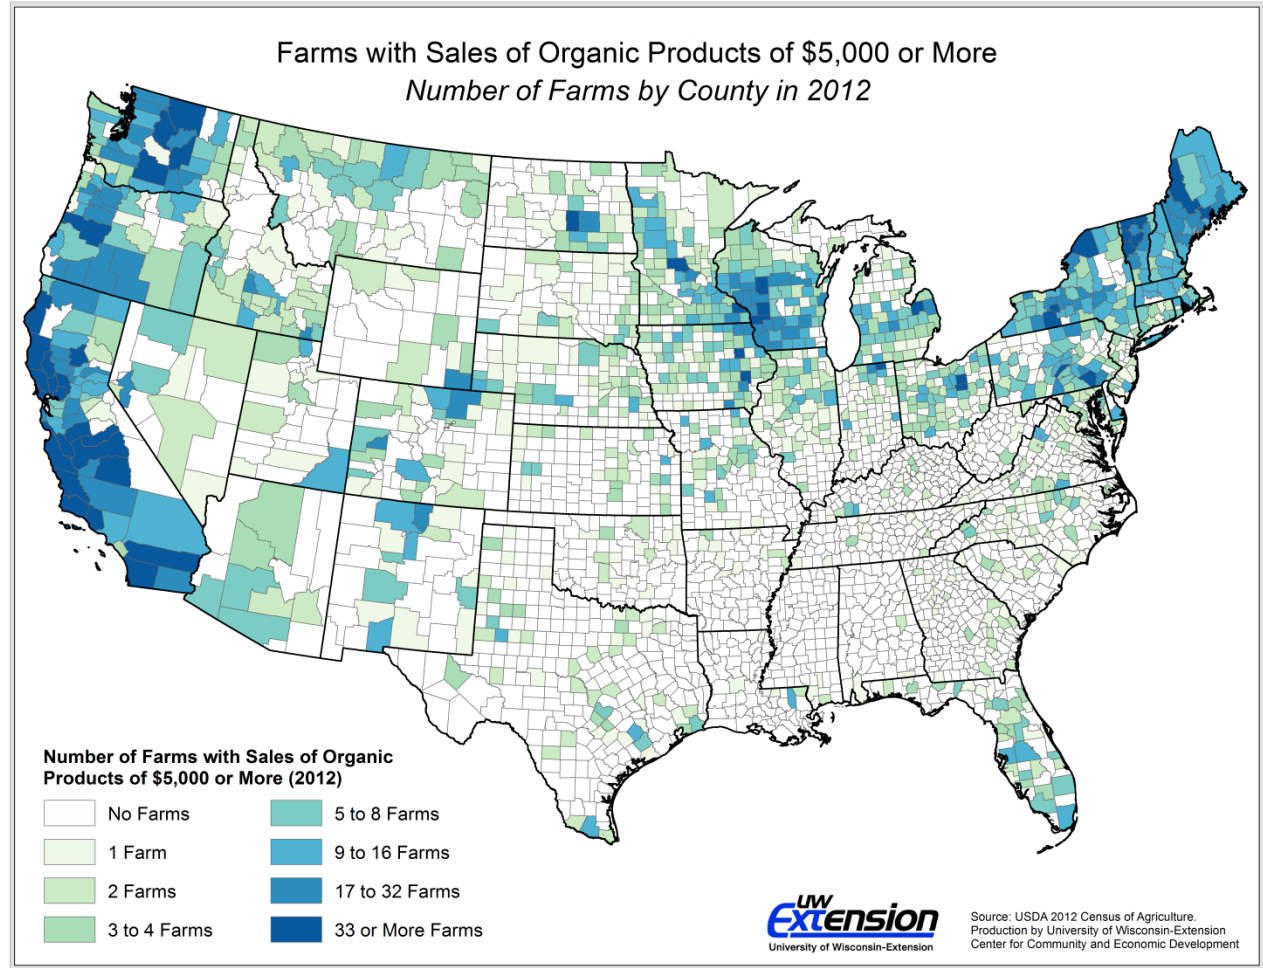 Farms with Sales of Organic Products of $5,000 or More
Number of Farms by County in 2012
Number of Farms with Sales of Organic
Products of $5,000 or More (2012)
No Farms
1 Farm
2 Farms
3 to 4 Farms
5 to 8 Farms
9 to 16 Farms
17 to 32 Farms
33 or More Farms
UW
Extension
University of Wisconsin-Extension
Source: USDA 2012 Census of Agriculture.
Production by University of Wisconsin-Extension
Center for Community and Economic Development